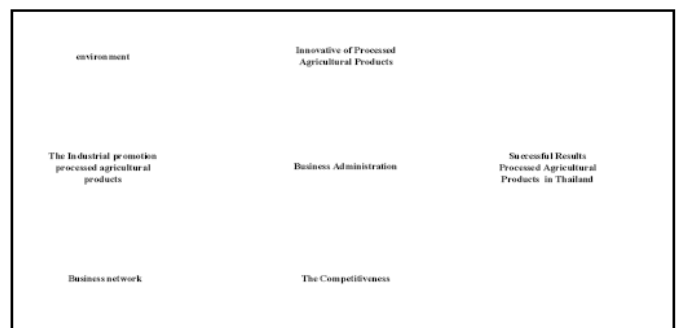 environment
Innovative of Processed
Agricultural Products
The Industrial promotion
processed agricultural
products
Business Administration
Successful Results
Processed Agricultural
Products in Thailand
Business network
The Competitiveness